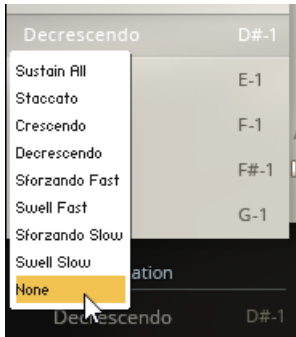 Decrescendo D#-1
Sustain All
Staccato
E-1
Crescendo
F-1
Decrescendo
Sforzando Fast
F#-1
Swell Fast
G-1
Sforzando Slow
Swell Slow
ation
None
Decrescendo D#-1